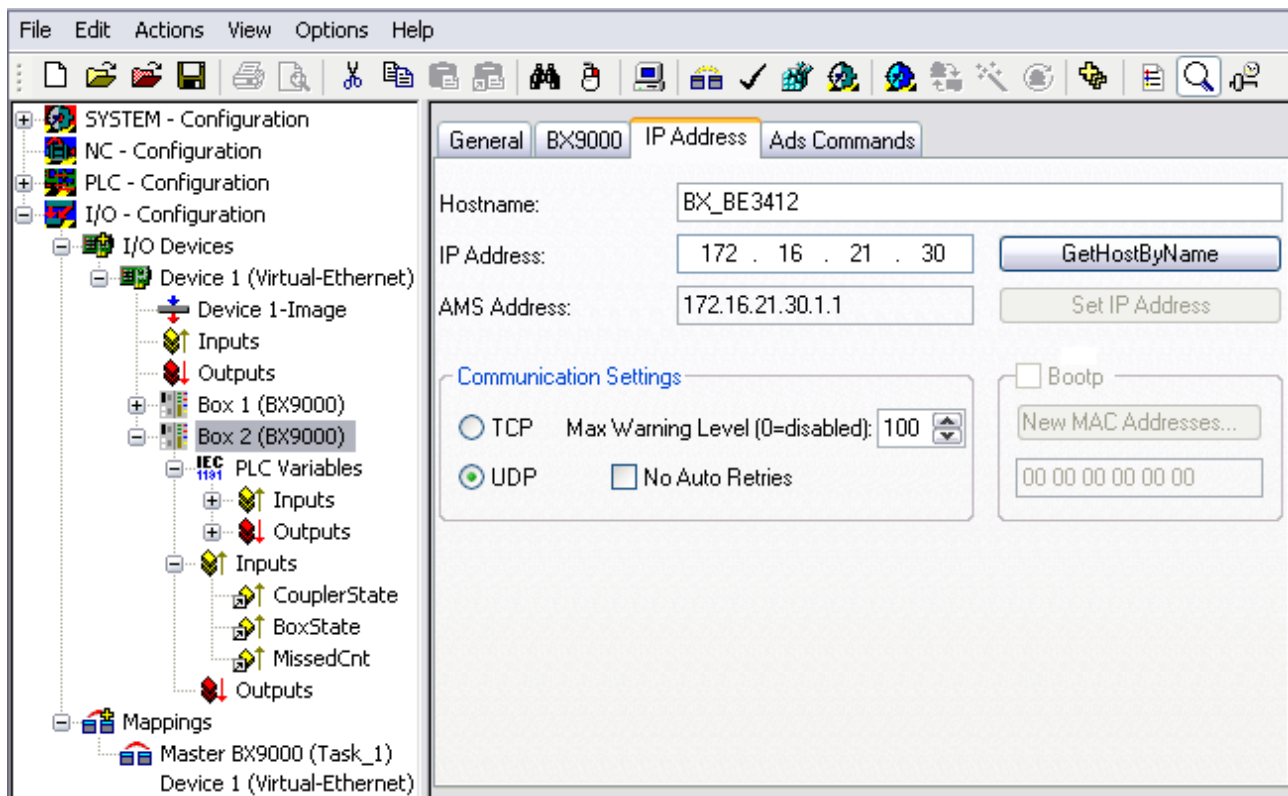 File Edit Actions View Options Help
SYSTEM - Configuration
NC - Configuration
PLC - Configuration
I/O - Configuration
I/O Devices
Device 1 (Virtual-Ethernet)
Device 1-Image
Inputs
Outputs
Box 1 (BX9000)
Box 2 (BX9000)
IEC 1131 PLC Variables
Inputs
Outputs
Inputs
CouplerState
BoxState
MissedCnt
Outputs
Mappings
Master BX9000 (Task_1)
Device 1 (Virtual-Ethernet)
General BX9000 IP Address Ads Commands
Hostname: BX_BE3412
IP Address: 172 . 16 . 21 . 30 GetHostByName
AMS Address: 172.16.21.30.1.1 Set IP Address
Communication Settings
TCP Max Warning Level (0=disabled): 100
UDP No Auto Retries
Bootp
New MAC Addresses...
00 00 00 00 00 00